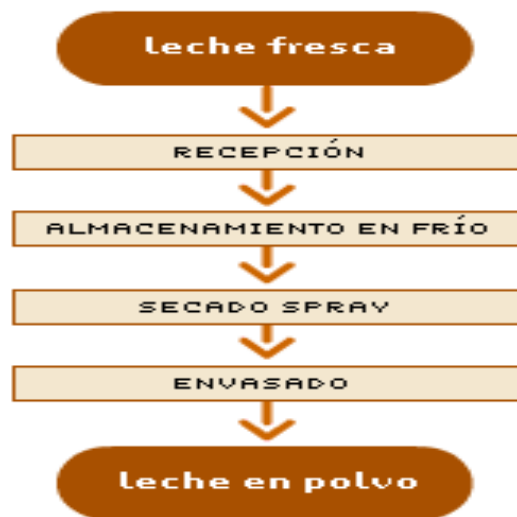 leche fresca
RECEPCIÓN
ALMACENAMIENTO EN FRÍO
SECADO SPRAY
ENVASADO
leche en polvo